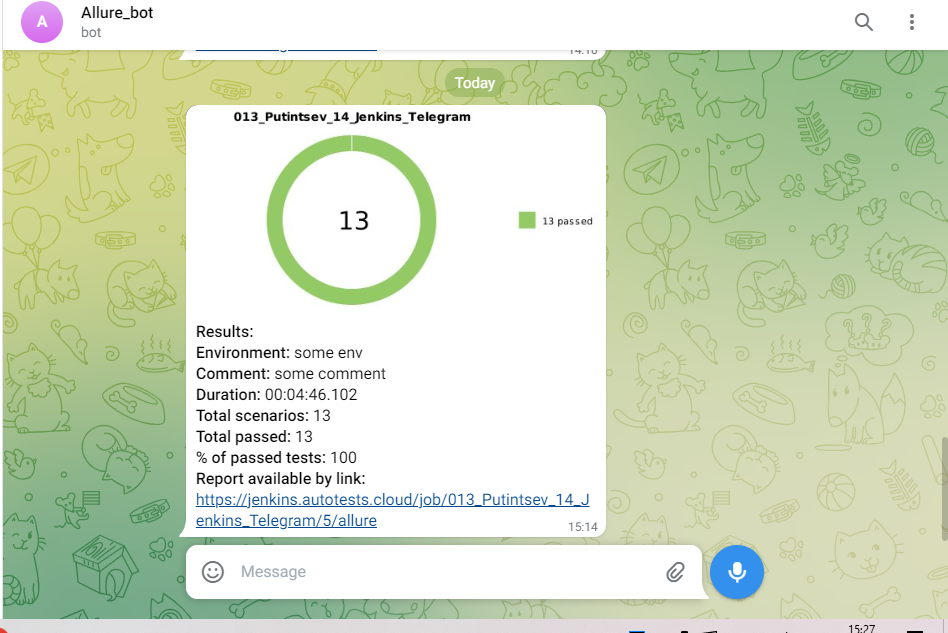 A
Allure_bot
bot
14:16
Today
013_Putintsev_14_Jenkins_Telegram
13
13 passed
Results:
Environment: some env
Comment: some comment
Duration: 00:04:46.102
Total scenarios: 13
Total passed: 13
% of passed tests: 100
Report available by link:
https://jenkins.autotests.cloud/job/013_Putintsev_14_J
enkins_Telegram/5/allure
15:14
Message
15:27